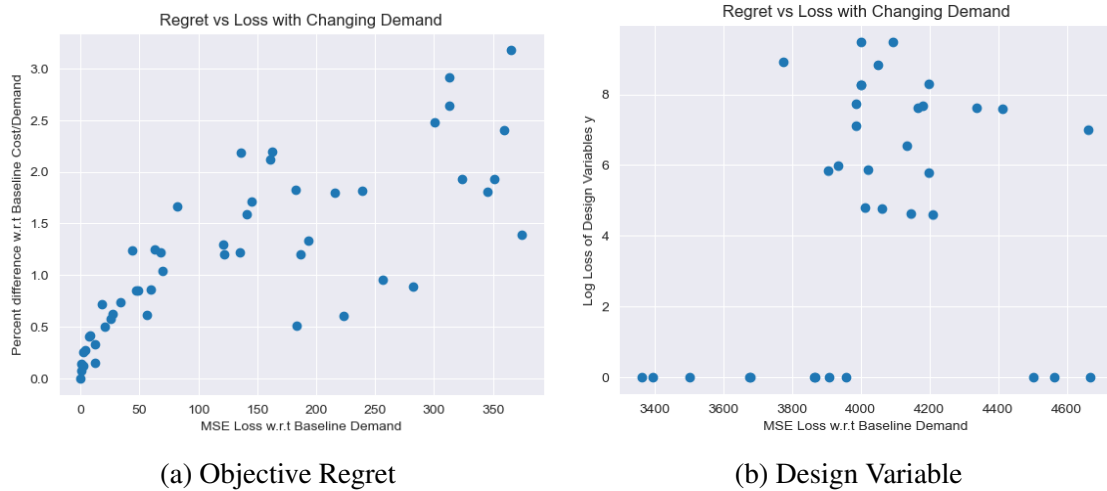 Regret vs Loss with Changing Demand
Percent difference w.r.t Baseline Cost/Demand
3.0
2.5
2.0
1.5
1.0
0.5
0.0
0 50 100 150 200 250 300 350
MSE Loss w.r.t Baseline Demand
(a) Objective Regret
Regret vs Loss with Changing Demand
Log Loss of Design Variables y
8
6
4
2
0
3400 3600 3800 4000 4200 4400 4600
MSE Loss w.r.t Baseline Demand
(b) Design Variable